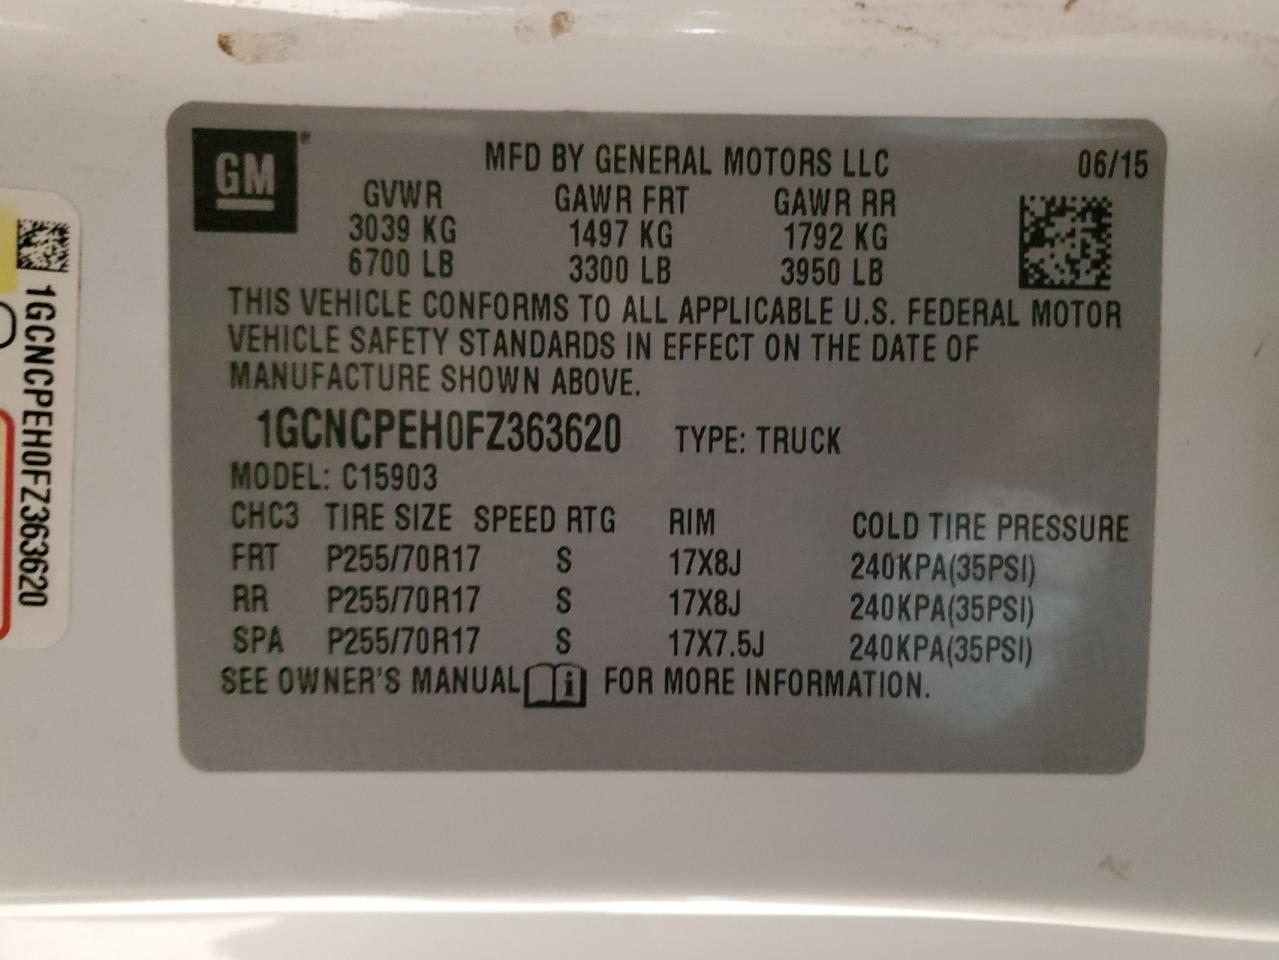 GM®
MFD BY GENERAL MOTORS LLC 06/15
GVWR GAWR FRT GAWR RR
3039 KG 1497 KG 1792 KG
6700 LB 3300 LB 3950 LB
THIS VEHICLE CONFORMS TO ALL APPLICABLE U.S. FEDERAL MOTOR
VEHICLE SAFETY STANDARDS IN EFFECT ON THE DATE OF
MANUFACTURE SHOWN ABOVE.
1GCNCPEH0FZ363620 TYPE: TRUCK
MODEL: C15903
CHC3 TIRE SIZE SPEED RTG RIM COLD TIRE PRESSURE
FRT P255/70R17 S 17X8J 240KPA(35PSI)
RR P255/70R17 S 17X8J 240KPA(35PSI)
SPA P255/70R17 S 17X7.5J 240KPA(35PSI)
SEE OWNER'S MANUAL i FOR MORE INFORMATION.
1GCNCPEH0FZ363620